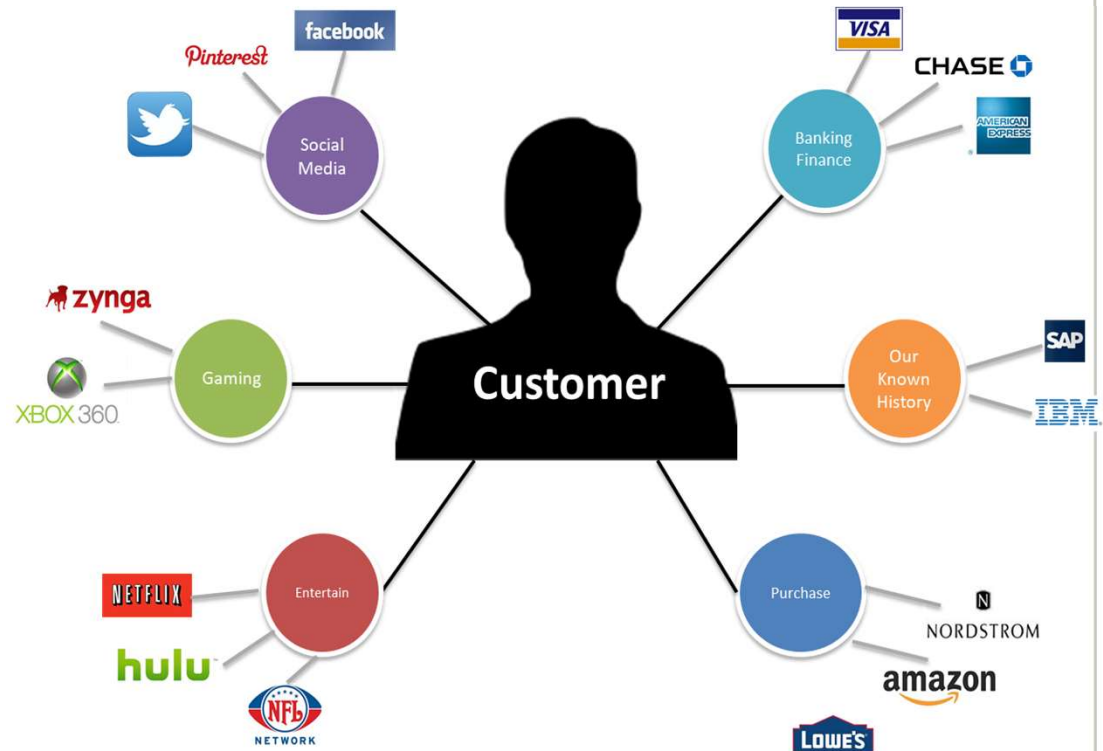 facebook
Pinterest
Social
Media
VISA
CHASE
AMERICAN
EXPRESS
®
Banking
Finance
zynga
XBOX 360.
Gaming
Customer
Our
Known
History
SAP
IBM®
NETFLIX
hulu
NFL
NETWORK
Entertain
Purchase
N
NORDSTROM
amazon
LOWE'S